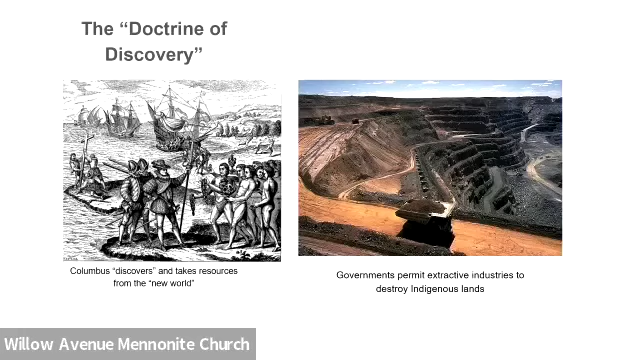 The “Doctrine of
Discovery”
Columbus “discovers” and takes resources
from the “new world”
Governments permit extractive industries to
destroy Indigenous lands
Willow Avenue Mennonite Church